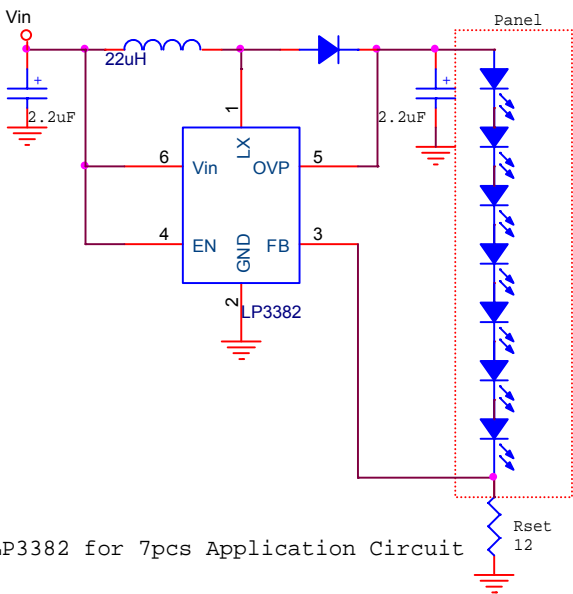 Vin
Panel
22uH
+
2.2uF
+
2.2uF
1
LX
6
Vin
OVP
5
4
EN
GND
FB
3
2
LP3382
Rset
12
LP3382 for 7pcs Application Circuit